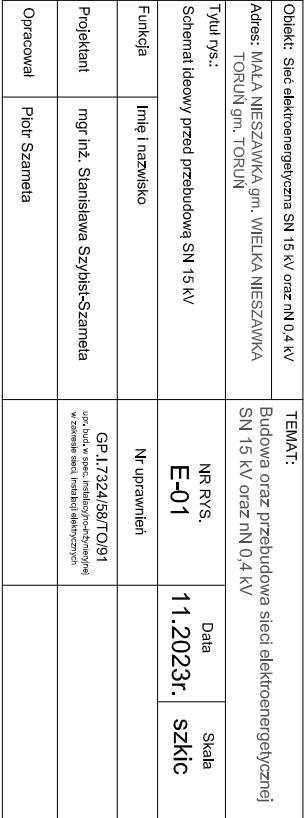 Obiekt: Sieć elektroenergetyczna SN 15 kV oraz nN 0,4 kV
Adres: MAŁA NIESZAWKA gm. WIELKA NIESZAWKA
TORUŃ gm. TORUŃ
TEMAT:
Budowa oraz przebudowa sieci elektroenergetycznej
SN 15 kV oraz nN 0,4 kV
Tytuł rys.:
Schemat ideowy przed przebudową SN 15 kV
NR RYS.
E-01
Data
11.2023r.
Skala
szkic
Funkcja
Imię i nazwisko
Nr uprawnień
Projektant
mgr inż. Stanisława Szybist-Szameta
GP.I.7324/58/TO/91
upr. bud. w spec. instalacyjno-inżynieryjnej
w zakresie sieci, instalacji elektrycznych
Opracował
Piotr Szameta